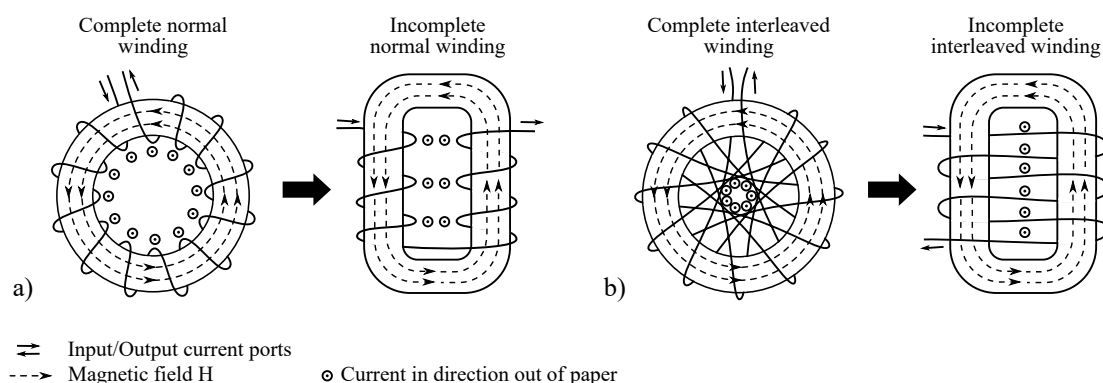 Complete normal
winding
Incomplete
normal winding
Complete interleaved
winding
Incomplete
interleaved winding
a)
b)
Input/Output current ports
Magnetic field H
Current in direction out of paper